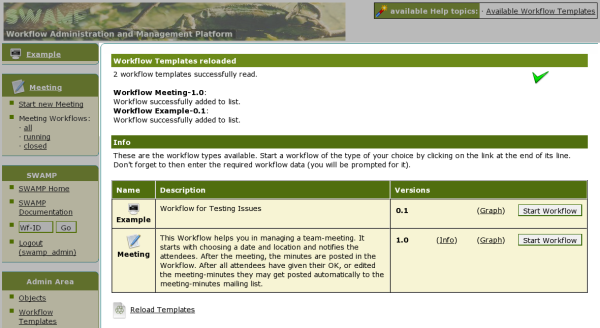 SWAMP
Workflow Administration and Management Platform
available Help topics: · Available Workflow Templates
Example
Meeting
Start new Meeting
Meeting Workflows:
· all
· running
· closed
SWAMP
SWAMP Home
SWAMP
Documentation
Wf-ID Go
Logout
(swamp_admin)
Admin Area
Objects
Workflow
Templates
Workflow Templates reloaded
2 workflow templates successfully read.
Workflow Meeting-1.0:
Workflow successfully added to list.
Workflow Example-0.1:
Workflow successfully added to list.
Info
These are the workflow types available. Start a workflow of the type of your choice by clicking on the link at the end of its line.
Don't forget to then enter the required workflow data (you will be prompted for it).
Name Description Versions
Example Workflow for Testing Issues 0.1 (Graph) Start Workflow
Meeting This Workflow helps you in managing a team-meeting. It 1.0 (Info) (Graph) Start Workflow
starts with choosing a date and location and notifies the
attendees. After the meeting, the minutes are posted in the
Workflow. After all attendees have given their OK, or edited
the meeting-minutes they may get posted automatically to the
meeting-minutes mailing list.
Reload Templates